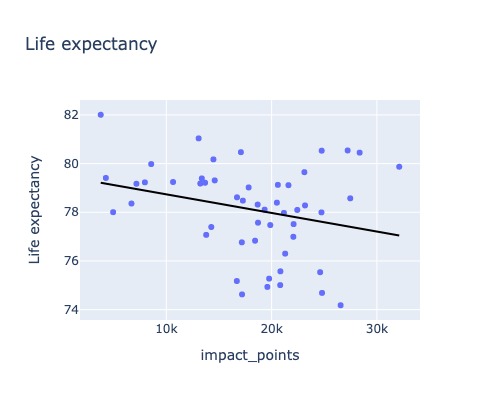 Life expectancy
82
80
78
76
74
Life expectancy
10k
20k
30k
impact_points